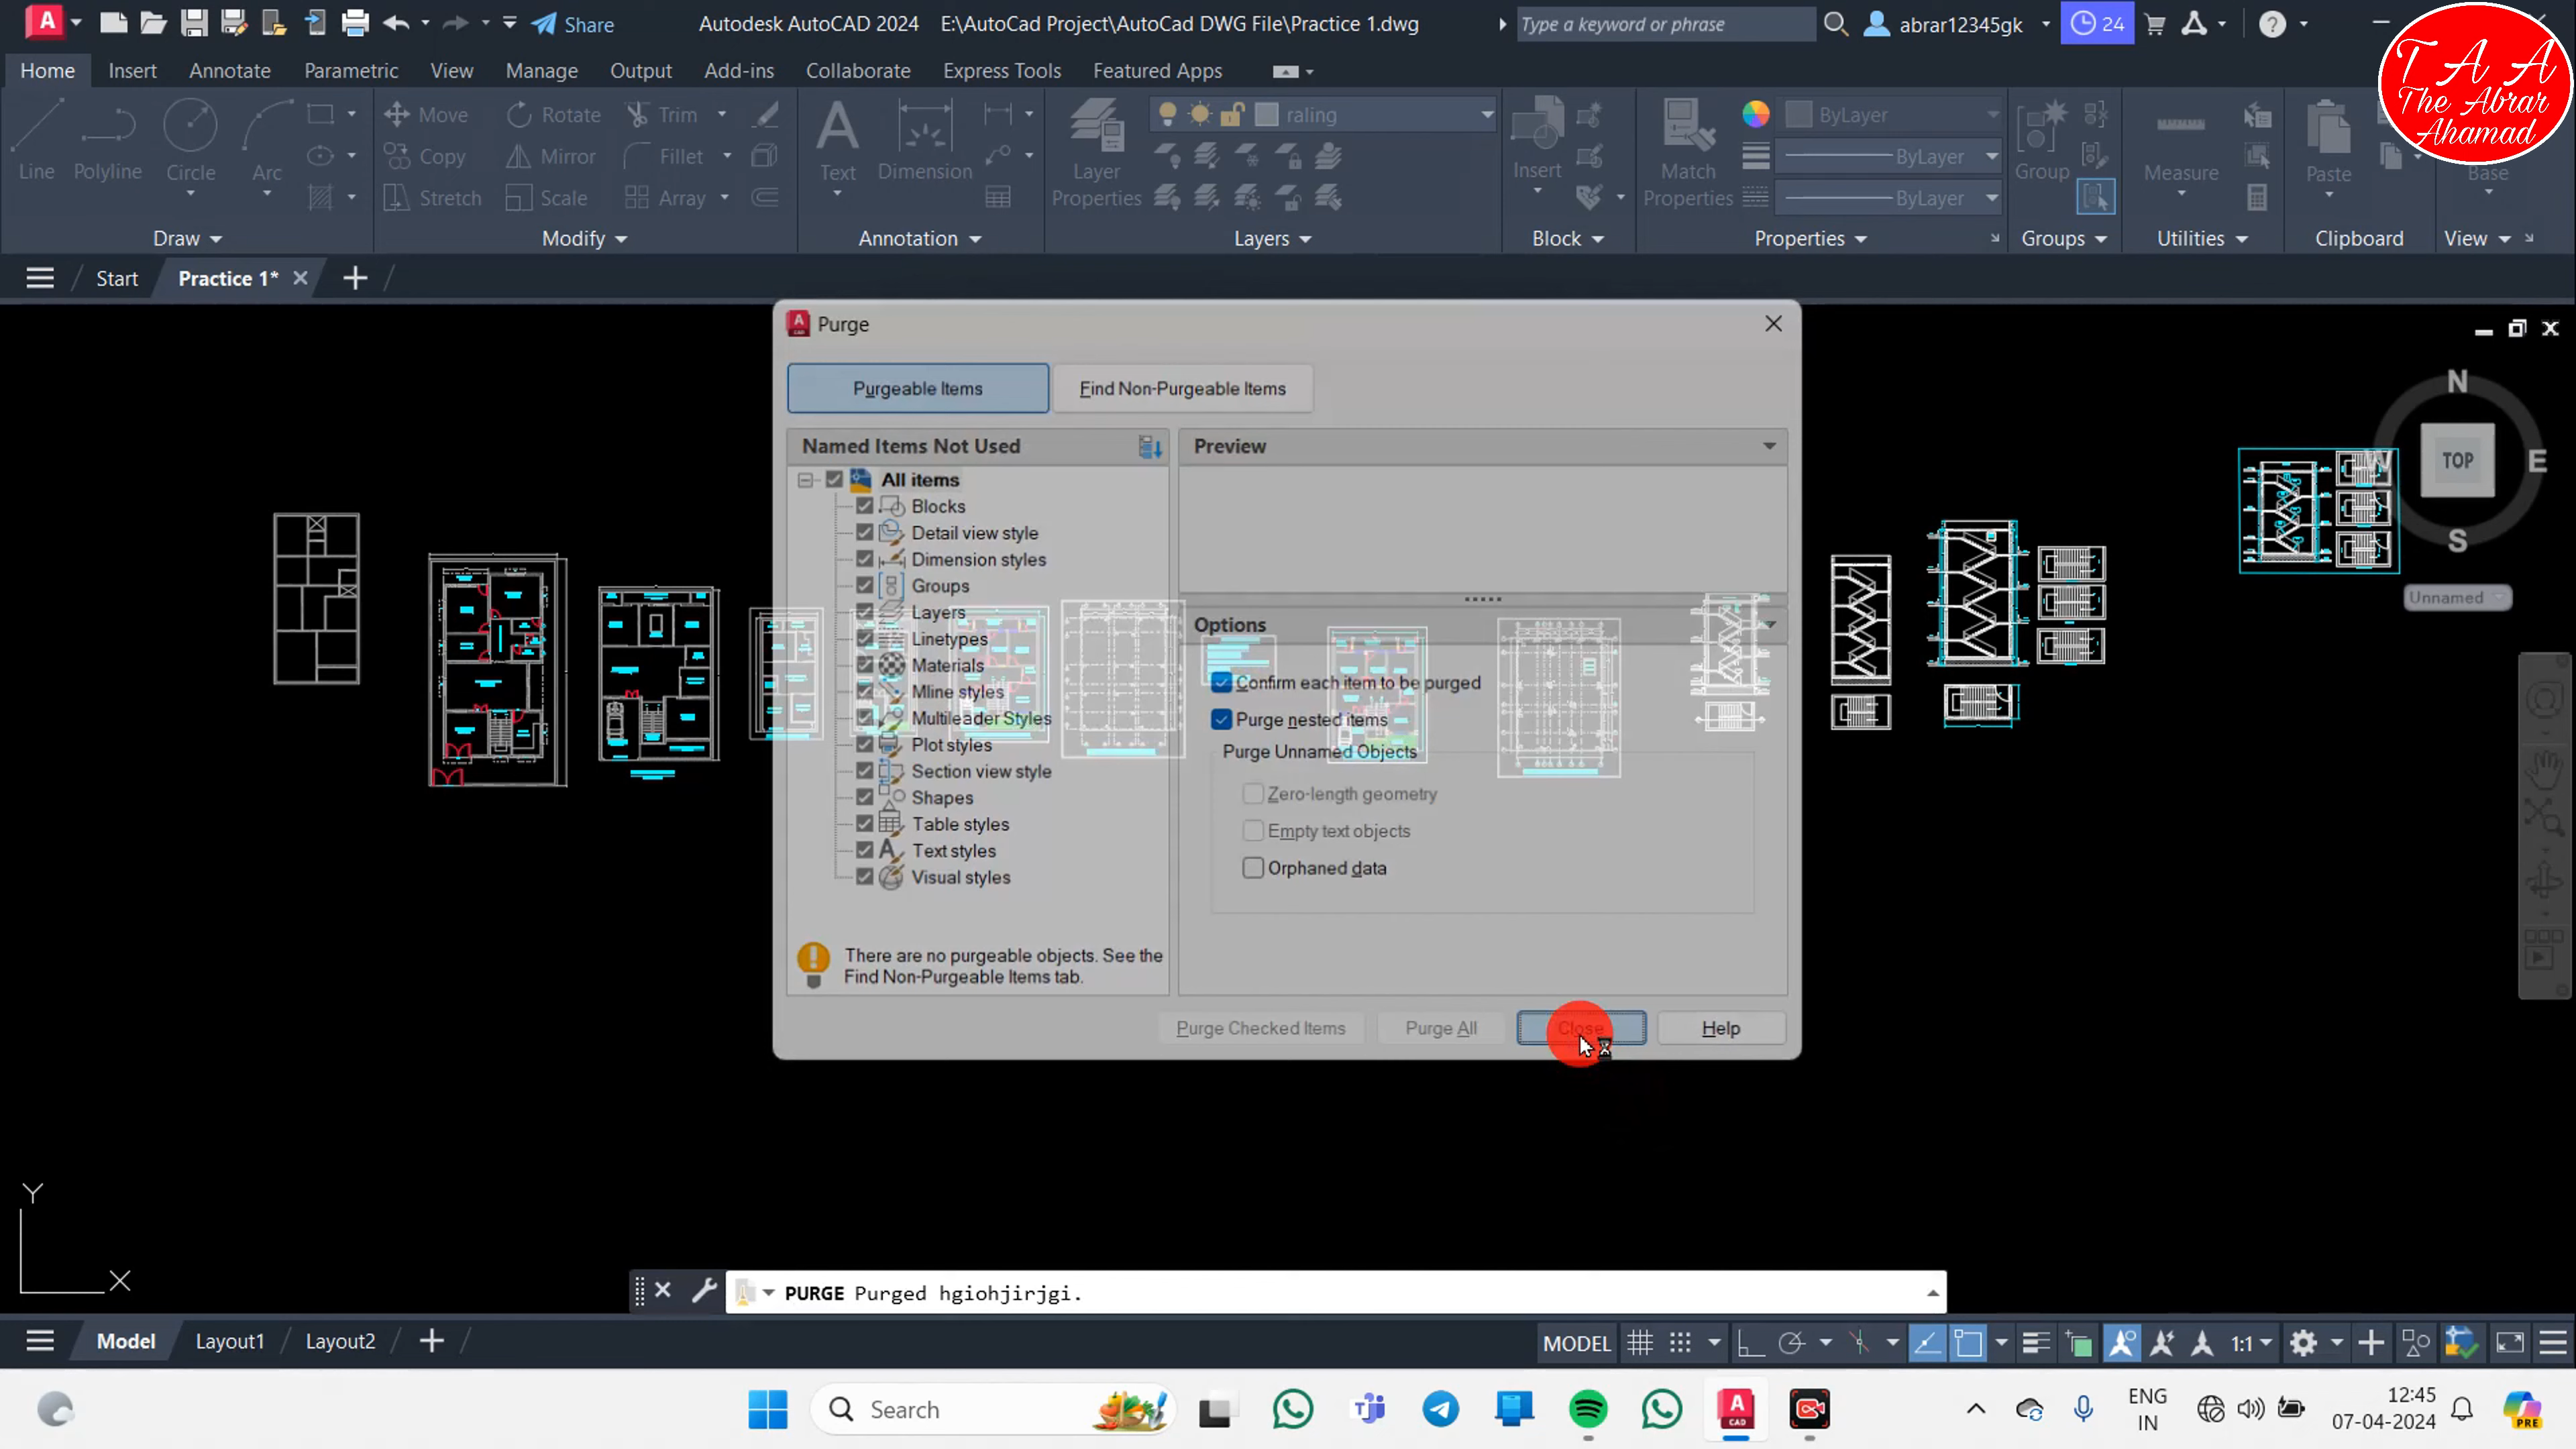 Share
Autodesk AutoCAD 2024 E:\AutoCad Project\AutoCad DWG File\Practice 1.dwg
Type a keyword or phrase
abrar12345gk
24
T A A
The Abrar
Ahamad
Home Insert Annotate Parametric View Manage Output Add-ins Collaborate Express Tools Featured Apps
Line Polyline Circle Arc
Move Rotate Trim
Copy Mirror Fillet
Stretch Scale Array
Text Dimension
Layer Properties
raling
Insert
Match Properties
ByLayer
ByLayer
ByLayer
Group
Measure
Paste
Base
Draw Modify Annotation Layers Block Properties Groups Utilities Clipboard View
Start Practice 1*
Purge
Purgeable Items Find Non-Purgeable Items
Named Items Not Used
Preview
All items
Blocks
Detail view style
Dimension styles
Groups
Layers
Linetypes
Materials
Mline styles
Multileader Styles
Plot styles
Section view style
Shapes
Table styles
Text styles
Visual styles
There are no purgeable objects. See the
Find Non-Purgeable Items tab.
Options
Confirm each item to be purged
Purge nested items
Purge Unnamed Objects
Zero-length geometry
Empty text objects
Orphaned data
Purge Checked Items Purge All Close Help
N
W TOP E
S
Unnamed
Y
X
PURGE Purged hgiohjirjgi.
Model Layout1 Layout2
MODEL 1:1
Search
ENG
IN
12:45
07-04-2024
PRE